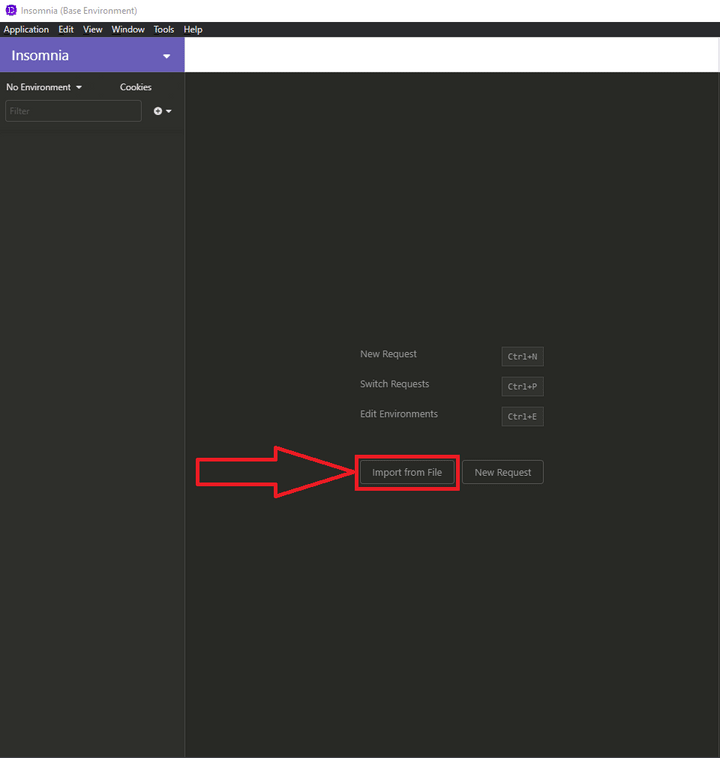 Insomnia (Base Environment)
Application Edit View Window Tools Help
Insomnia
No Environment Cookies
Filter
New Request Ctrl+N
Switch Requests Ctrl+P
Edit Environments Ctrl+E
Import from File New Request